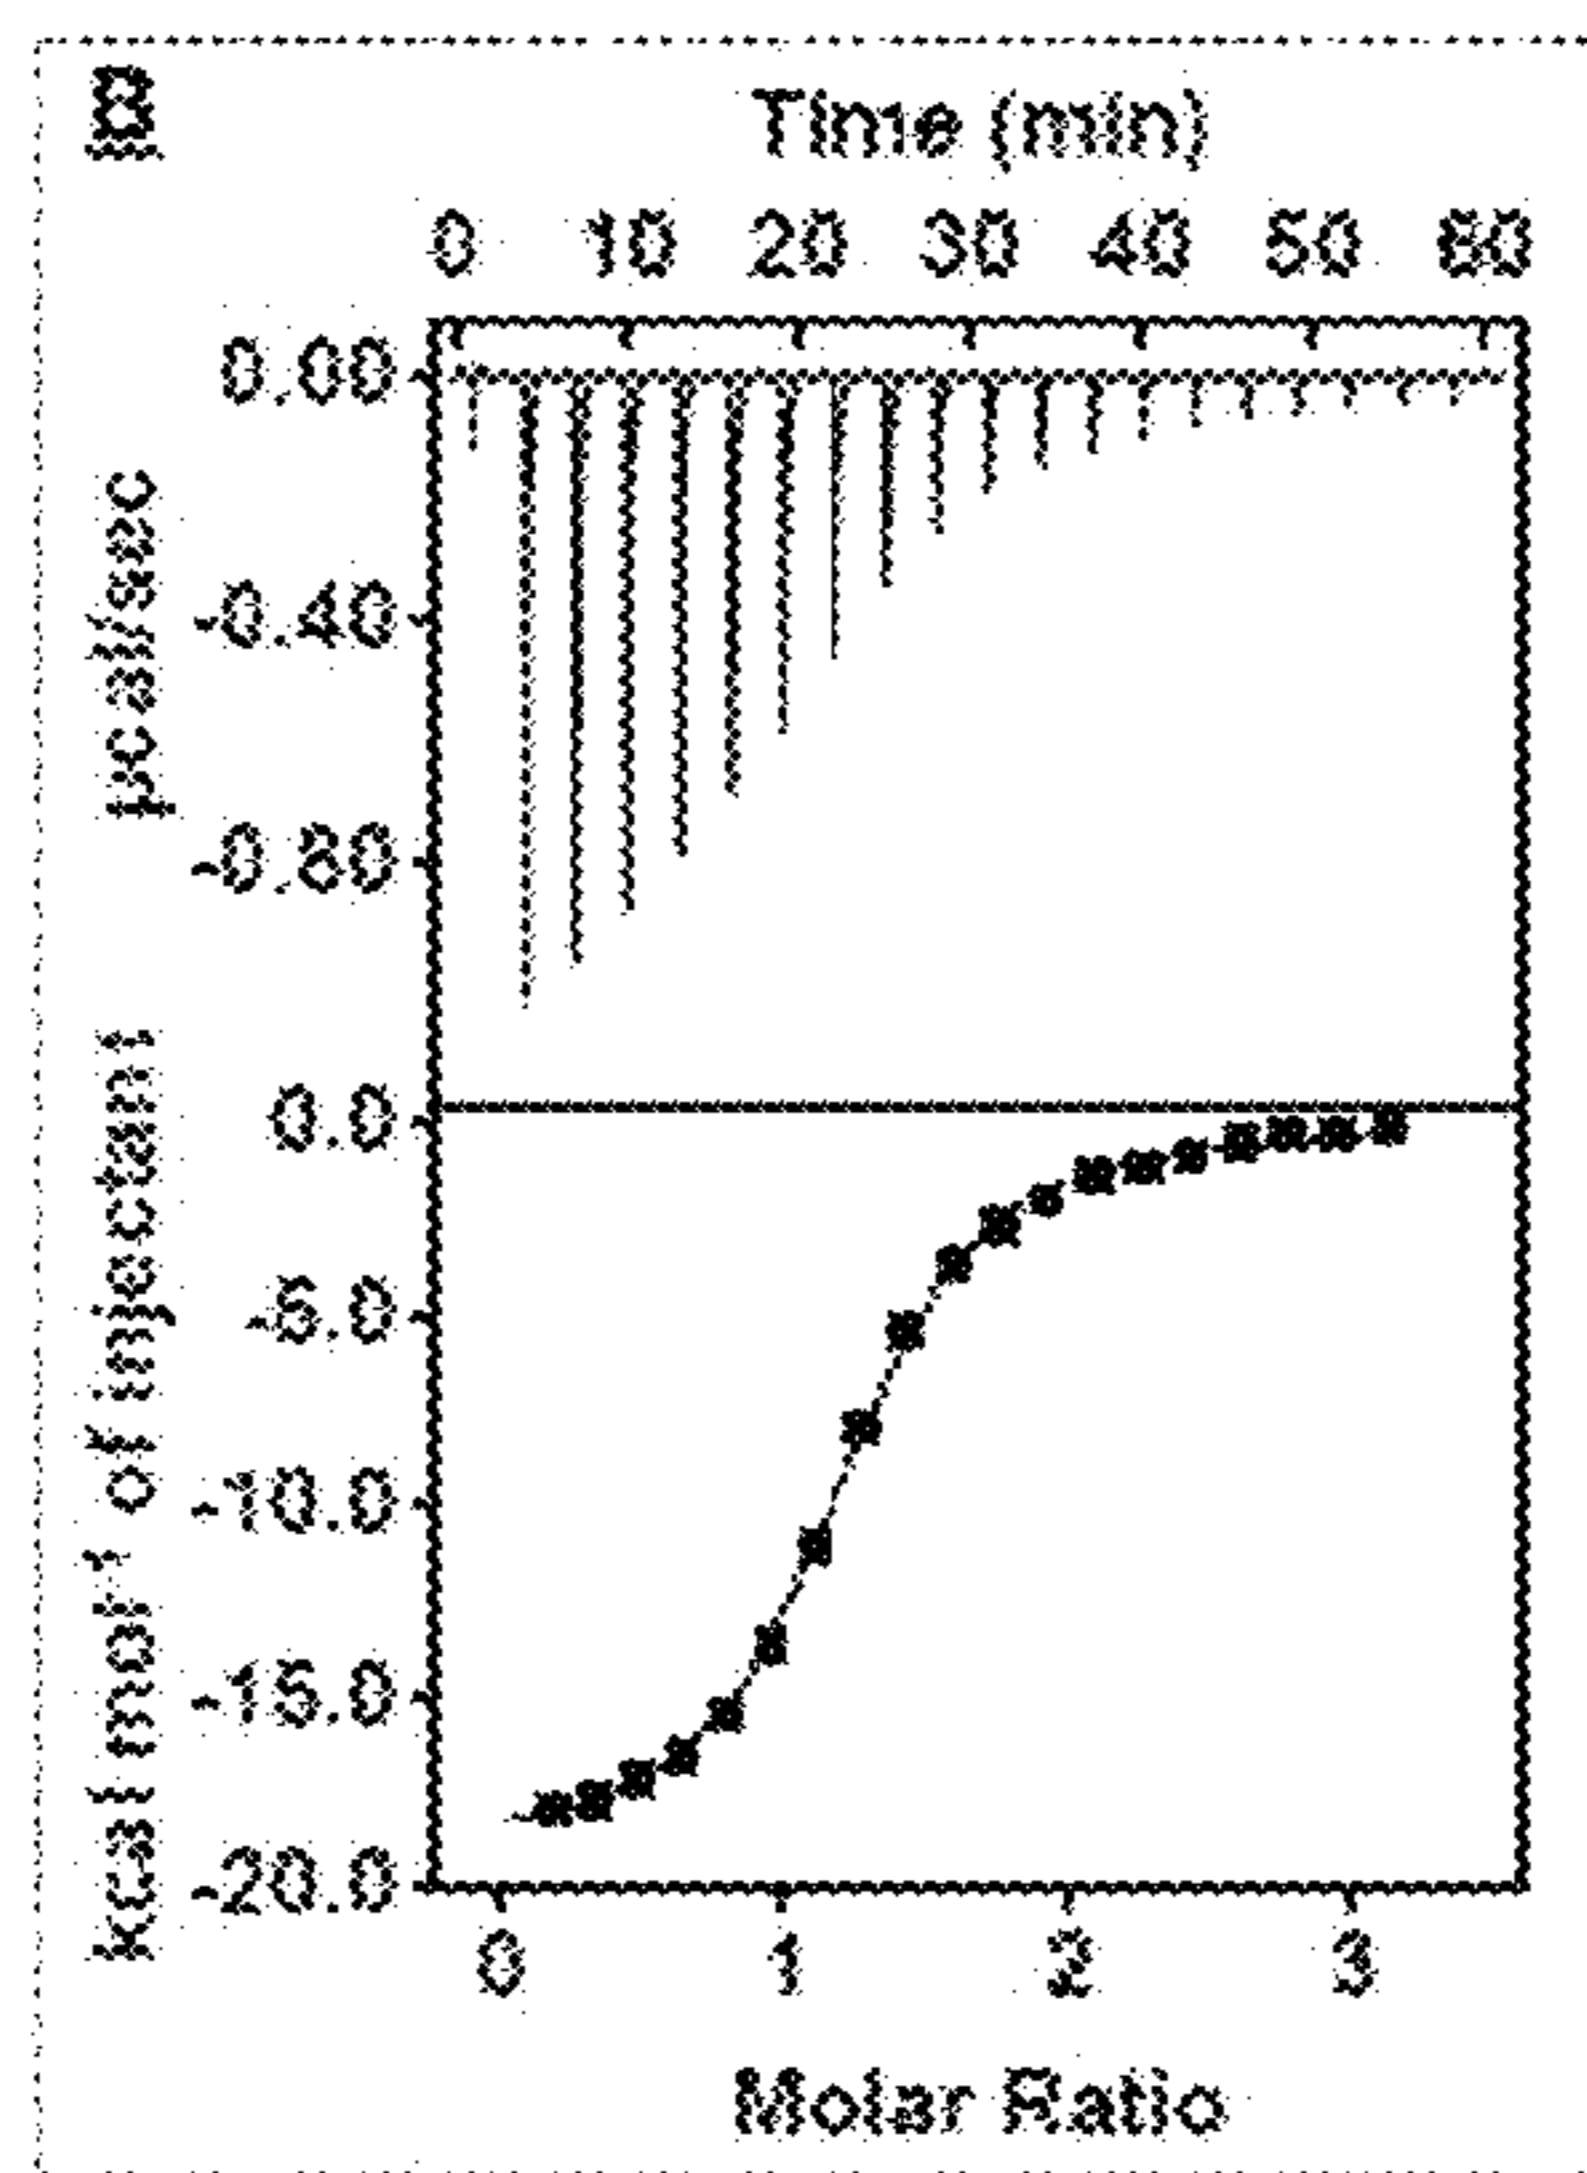 B
Time (min)
0 10 20 30 40 50 60
0.00
-0.40
-0.80
µcal/sec
0.0
-5.0
-10.0
-15.0
-20.0
kcal mol⁻¹ of injectant
0 1 2 3
Molar Ratio